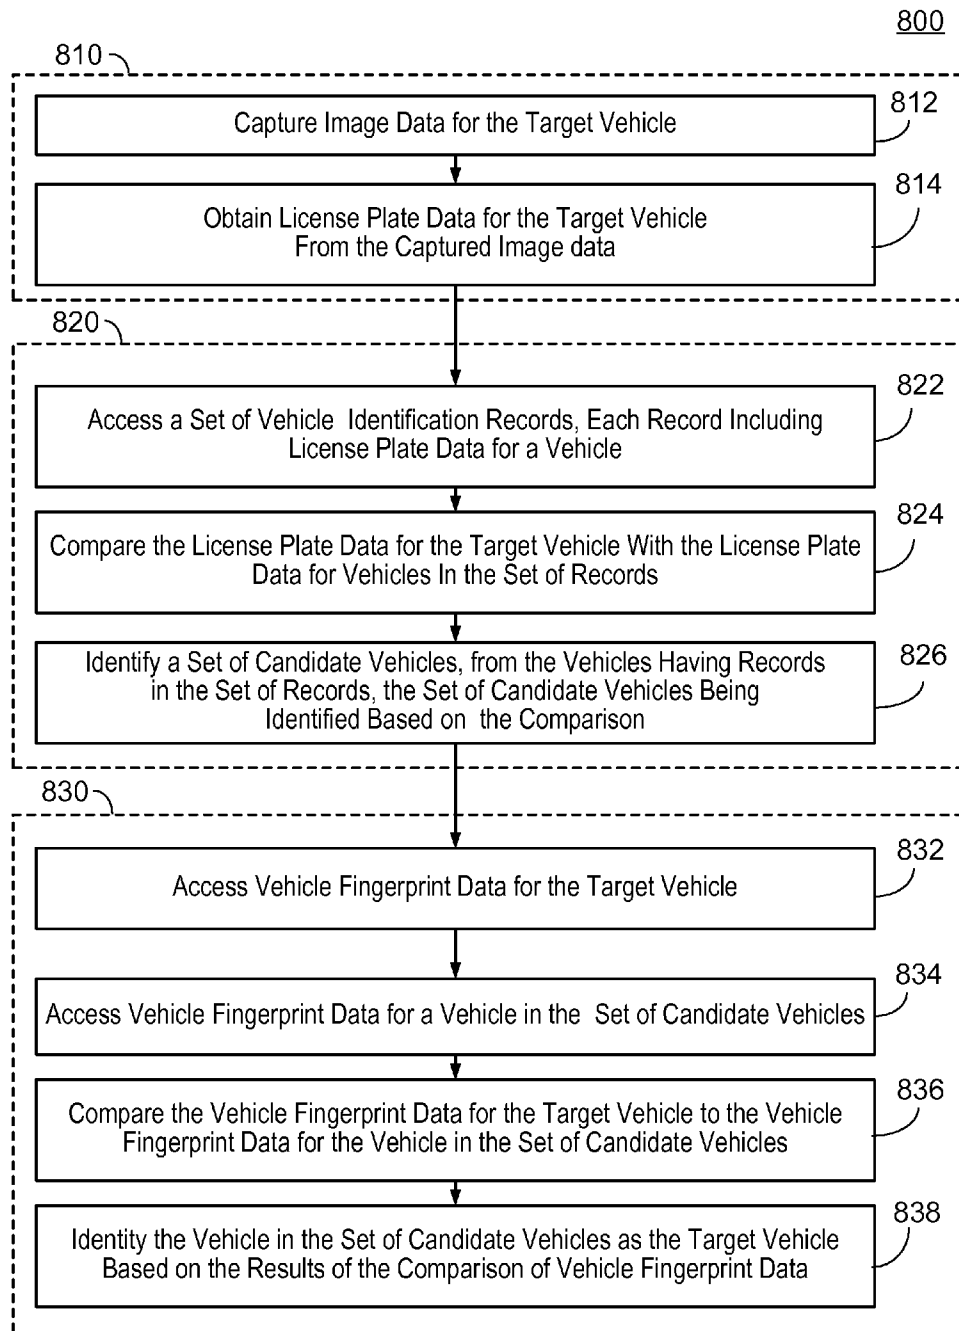 800
810
812
Capture Image Data for the Target Vehicle
814
Obtain License Plate Data for the Target Vehicle
From the Captured Image data
820
822
Access a Set of Vehicle Identification Records, Each Record Including
License Plate Data for a Vehicle
824
Compare the License Plate Data for the Target Vehicle With the License Plate
Data for Vehicles In the Set of Records
826
Identify a Set of Candidate Vehicles, from the Vehicles Having Records
in the Set of Records, the Set of Candidate Vehicles Being
Identified Based on the Comparison
830
832
Access Vehicle Fingerprint Data for the Target Vehicle
834
Access Vehicle Fingerprint Data for a Vehicle in the Set of Candidate Vehicles
836
Compare the Vehicle Fingerprint Data for the Target Vehicle to the Vehicle
Fingerprint Data for the Vehicle in the Set of Candidate Vehicles
838
Identity the Vehicle in the Set of Candidate Vehicles as the Target Vehicle
Based on the Results of the Comparison of Vehicle Fingerprint Data